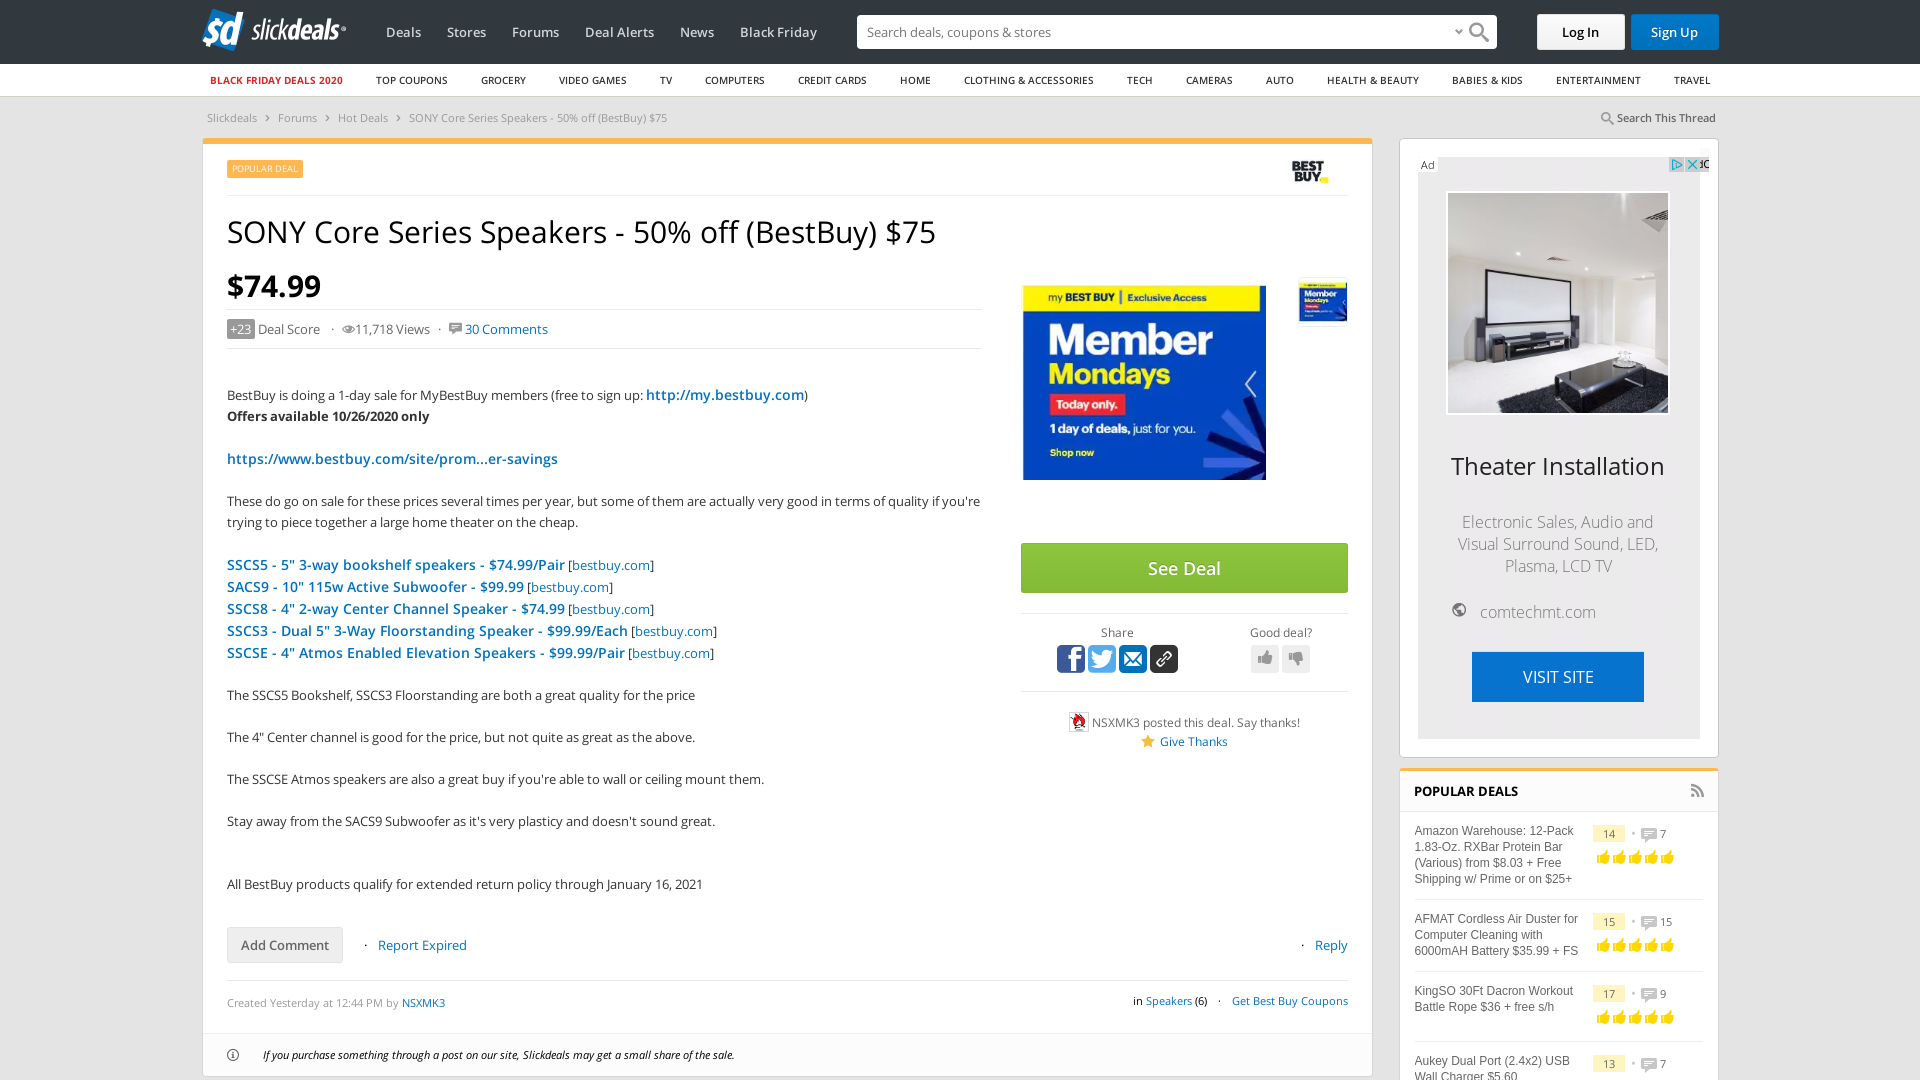 slickdeals
Deals
Stores
Forums
Deal Alerts
News
Black Friday
Search deals, coupons & stores
Log In
Sign Up
BLACK FRIDAY DEALS 2020
TOP COUPONS
GROCERY
VIDEO GAMES
TV
COMPUTERS
CREDIT CARDS
HOME
CLOTHING & ACCESSORIES
TECH
CAMERAS
AUTO
HEALTH & BEAUTY
BABIES & KIDS
ENTERTAINMENT
TRAVEL
Slickdeals › Forums › Hot Deals › SONY Core Series Speakers - 50% off (BestBuy) $75
Search This Thread
POPULAR DEAL
BEST
BUY
SONY Core Series Speakers - 50% off (BestBuy) $75
$74.99
+23 Deal Score · 11,718 Views · 30 Comments
BestBuy is doing a 1-day sale for MyBestBuy members (free to sign up: http://my.bestbuy.com)
Offers available 10/26/2020 only
https://www.bestbuy.com/site/prom...er-savings
These do go on sale for these prices several times per year, but some of them are actually very good in terms of quality if you're
trying to piece together a large home theater on the cheap.
SSCS5 - 5" 3-way bookshelf speakers - $74.99/Pair [bestbuy.com]
SACS9 - 10" 115w Active Subwoofer - $99.99 [bestbuy.com]
SSCS8 - 4" 2-way Center Channel Speaker - $74.99 [bestbuy.com]
SSCS3 - Dual 5" 3-Way Floorstanding Speaker - $99.99/Each [bestbuy.com]
SSCSE - 4" Atmos Enabled Elevation Speakers - $99.99/Pair [bestbuy.com]
The SSCS5 Bookshelf, SSCS3 Floorstanding are both a great quality for the price
The 4" Center channel is good for the price, but not quite as great as the above.
The SSCSE Atmos speakers are also a great buy if you're able to wall or ceiling mount them.
Stay away from the SACS9 Subwoofer as it's very plasticy and doesn't sound great.
All BestBuy products qualify for extended return policy through January 16, 2021
my BEST BUY | Exclusive Access
Member
Mondays
Today only.
1 day of deals, just for you.
Shop now
See Deal
Share
Good deal?
NSXMK3 posted this deal. Say thanks!
Give Thanks
Add Comment · Report Expired
· Reply
Created Yesterday at 12:44 PM by NSXMK3
in Speakers (6) · Get Best Buy Coupons
If you purchase something through a post on our site, Slickdeals may get a small share of the sale.
Ad
Theater Installation
Electronic Sales, Audio and
Visual Surround Sound, LED,
Plasma, LCD TV
comtechmt.com
VISIT SITE
POPULAR DEALS
Amazon Warehouse: 12-Pack
1.83-Oz. RXBar Protein Bar
(Various) from $8.03 + Free
Shipping w/ Prime or on $25+
14 • 7
AFMAT Cordless Air Duster for
Computer Cleaning with
6000mAH Battery $35.99 + FS
15 • 15
KingSO 30Ft Dacron Workout
Battle Rope $36 + free s/h
17 • 9
Aukey Dual Port (2.4x2) USB
Wall Charger $5.60
13 • 7